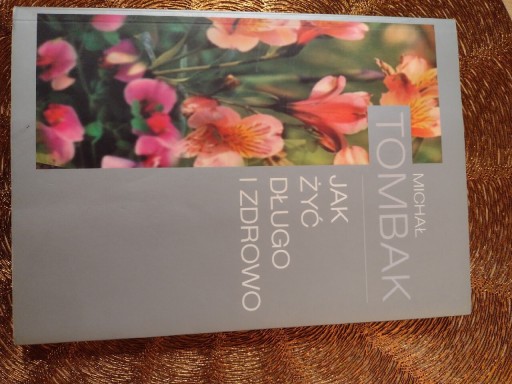 MICHAŁ
TOMBAK
JAK
ŻYĆ
DŁUGO
I ZDROWO